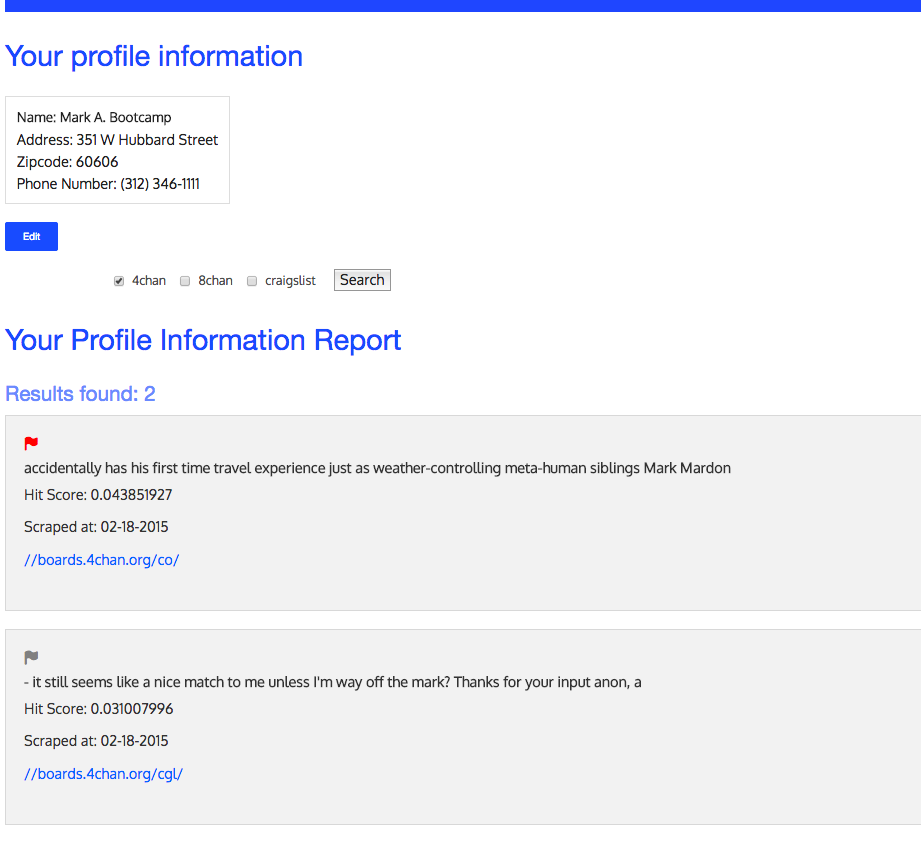 Your profile information
Name: Mark A. Bootcamp
Address: 351 W Hubbard Street
Zipcode: 60606
Phone Number: (312) 346-1111
Edit
4chan 8chan craigslist Search
Your Profile Information Report
Results found: 2
accidentally has his first time travel experience just as weather-controlling meta-human siblings Mark Mardon
Hit Score: 0.043851927
Scraped at: 02-18-2015
//boards.4chan.org/co/
- it still seems like a nice match to me unless I'm way off the mark? Thanks for your input anon, a
Hit Score: 0.031007996
Scraped at: 02-18-2015
//boards.4chan.org/cgl/